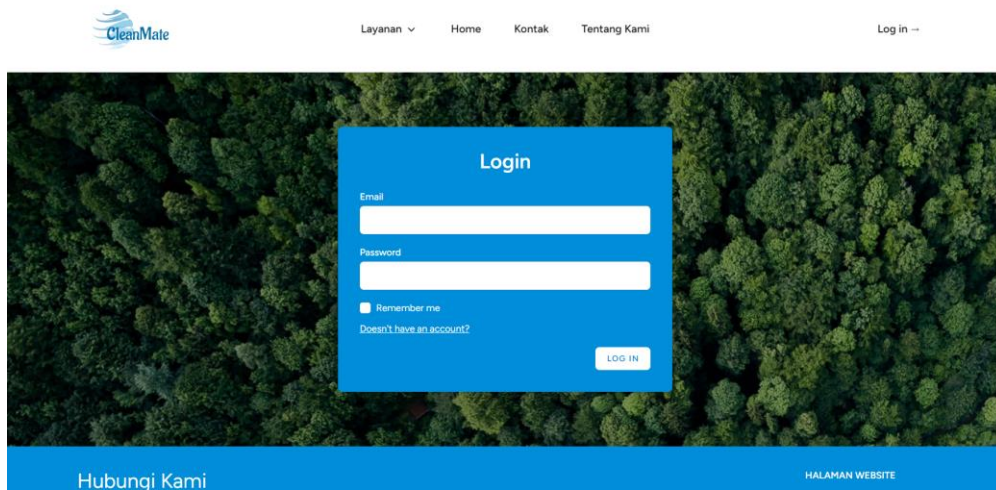 CleanMate
Layanan Home Kontak Tentang Kami Log in →
Login
Email
Password
Remember me
Doesn't have an account?
LOG IN
Hubungi Kami
HALAMAN WEBSITE